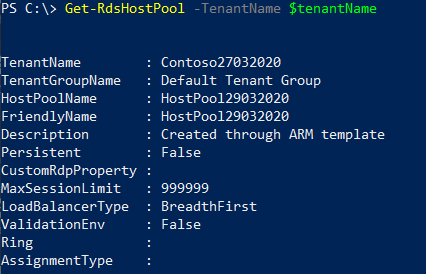 PS C:\> Get-RdsHostPool -TenantName $tenantName
TenantName : Contoso27032020
TenantGroupName : Default Tenant Group
HostPoolName : HostPool29032020
FriendlyName : HostPool29032020
Description : Created through ARM template
Persistent : False
CustomRdpProperty :
MaxSessionLimit : 999999
LoadBalancerType : BreadthFirst
ValidationEnv : False
Ring :
AssignmentType :